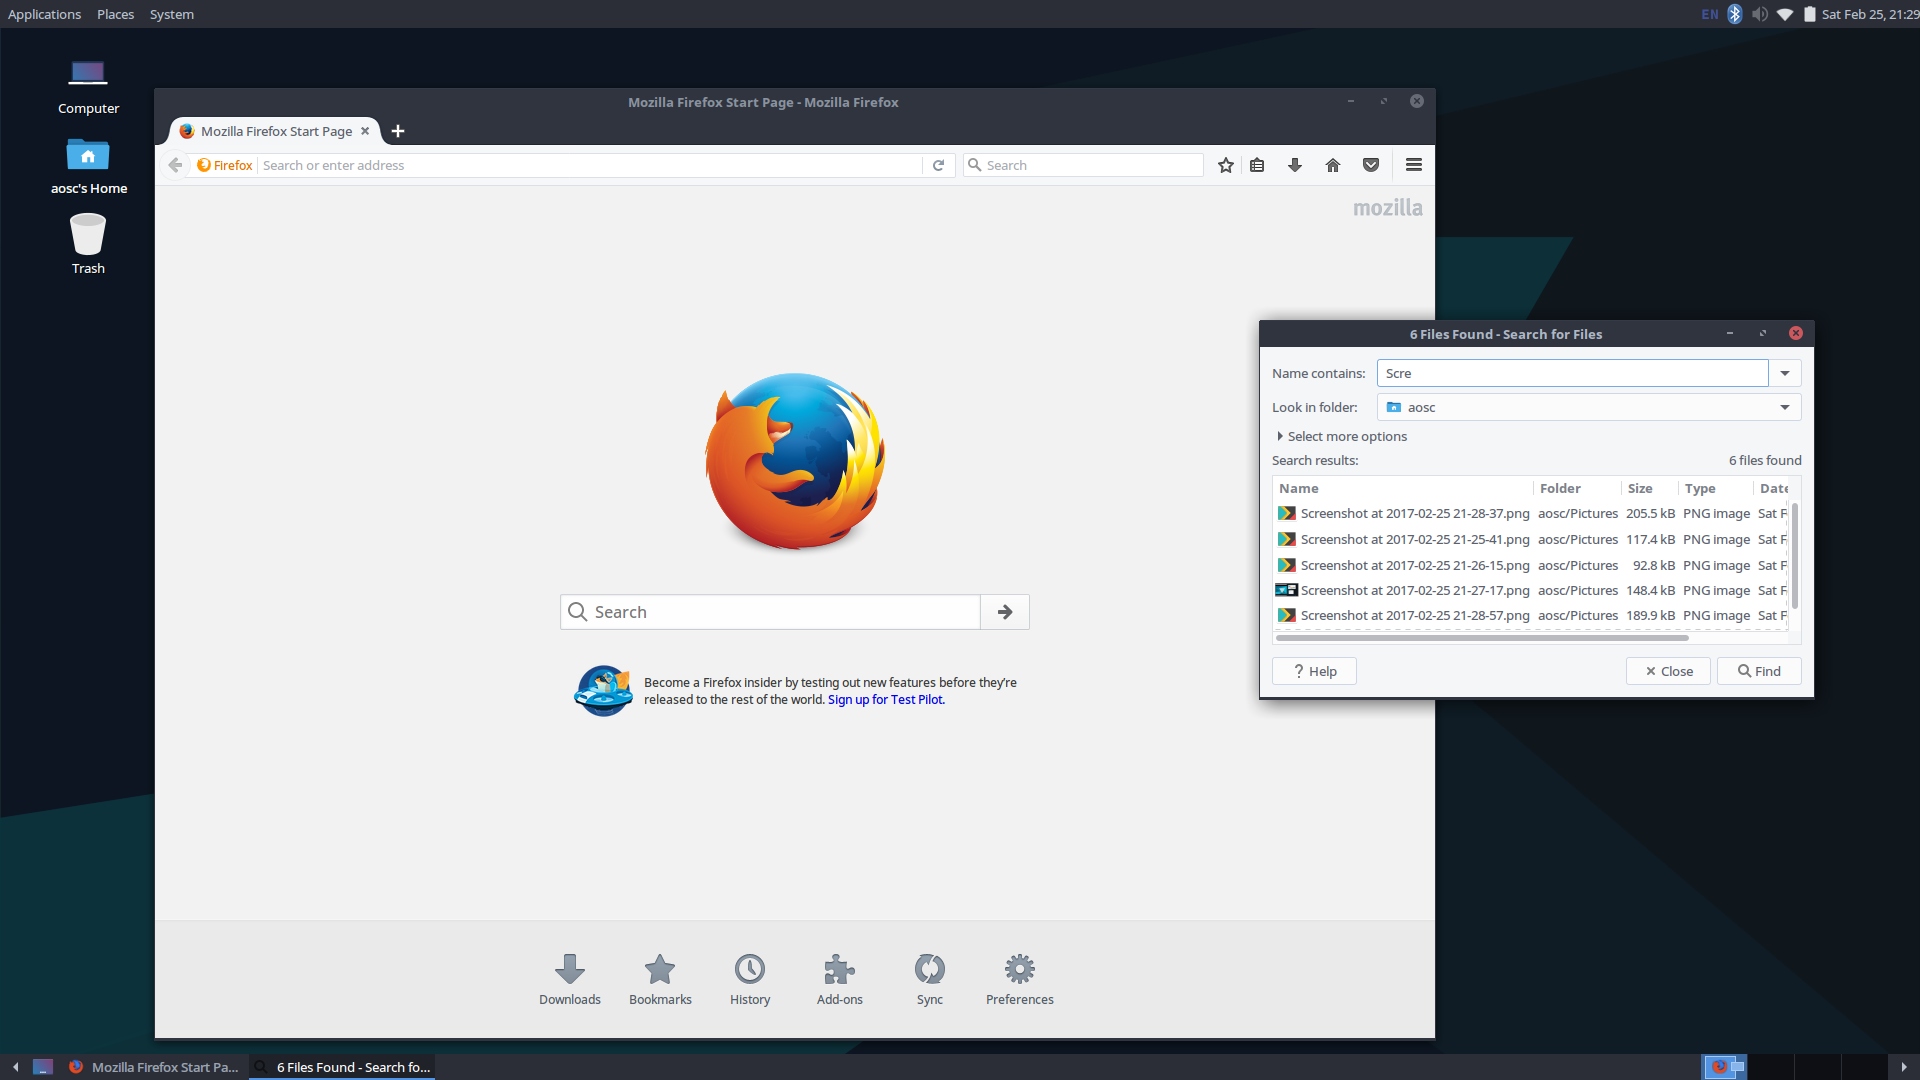 Applications Places System
EN Sat Feb 25, 21:29
Computer
aosc's Home
Trash
Mozilla Firefox Start Page - Mozilla Firefox
Mozilla Firefox Start Page
Firefox Search or enter address
Search
mozilla
Search
Become a Firefox insider by testing out new features before they're
released to the rest of the world. Sign up for Test Pilot.
Downloads Bookmarks History Add-ons Sync Preferences
6 Files Found - Search for Files
Name contains: Scre
Look in folder: aosc
Select more options
Search results: 6 files found
Name Folder Size Type Date
Screenshot at 2017-02-25 21-28-37.png aosc/Pictures 205.5 kB PNG image Sat F
Screenshot at 2017-02-25 21-25-41.png aosc/Pictures 117.4 kB PNG image Sat F
Screenshot at 2017-02-25 21-26-15.png aosc/Pictures 92.8 kB PNG image Sat F
Screenshot at 2017-02-25 21-27-17.png aosc/Pictures 148.4 kB PNG image Sat F
Screenshot at 2017-02-25 21-28-57.png aosc/Pictures 189.9 kB PNG image Sat F
? Help Close Find
Mozilla Firefox Start Pa... 6 Files Found - Search fo...